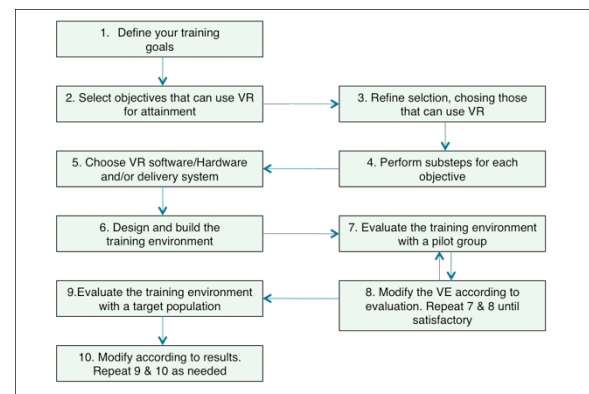 1. Define your training
goals
2. Select objectives that can use VR
for attainment
3. Refine selction, chosing those
that can use VR
4. Perform substeps for each
objective
5. Choose VR software/Hardware
and/or delivery system
6. Design and build the
training environment
7. Evaluate the training environment
with a pilot group
8. Modify the VE according to
evaluation. Repeat 7 & 8 until
satisfactory
9.Evaluate the training environment
with a target population
10. Modify according to results.
Repeat 9 & 10 as needed